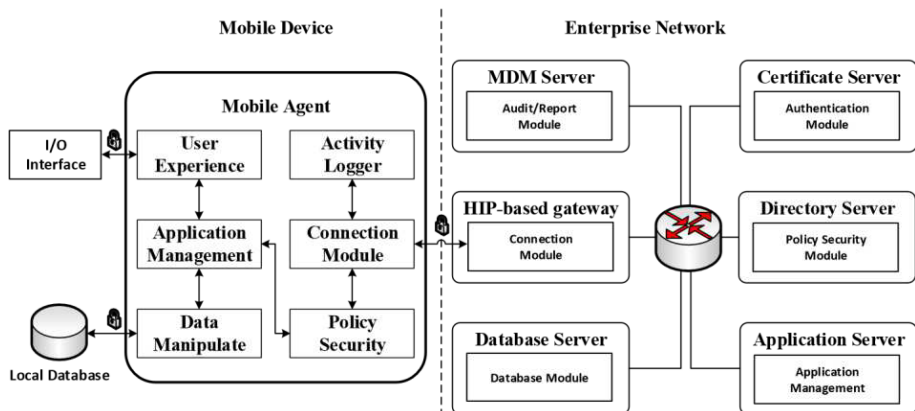 Mobile Device
Enterprise Network
Mobile Agent
I/O
Interface
User
Experience
Activity
Logger
Application
Management
Connection
Module
Data
Manipulate
Policy
Security
Local Database
MDM Server
Audit/Report
Module
Certificate Server
Authentication
Module
HIP-based gateway
Connection
Module
Directory Server
Policy Security
Module
Database Server
Database Module
Application Server
Application
Management